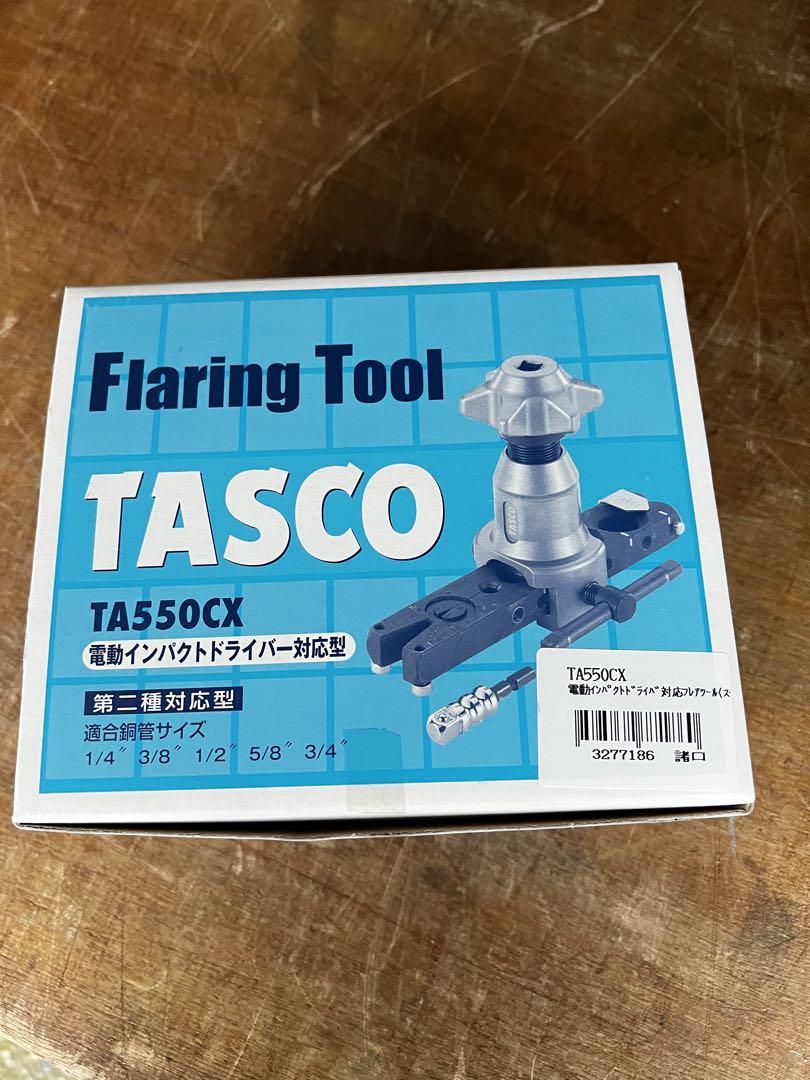 Flaring Tool
TASCO
TASCO
TA550CX
電動インパクトドライバー対応型
第二種対応型
適合銅管サイズ
1/4″ 3/8″ 1/2″ 5/8″ 3/4″
TA550CX
電動ｲﾝﾊﾟｸﾄﾄﾞﾗｲﾊﾞ対応ﾌﾚｱﾂｰﾙ(ｽ
3277186 諸口